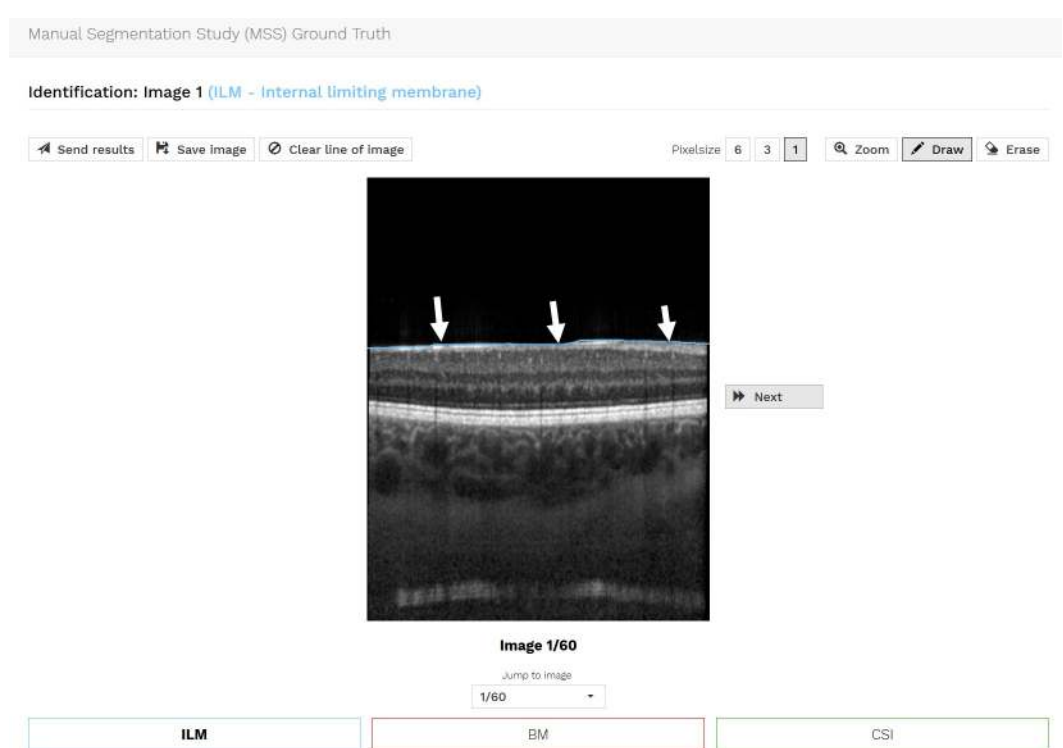 Manual Segmentation Study (MSS) Ground Truth
Identification: Image 1 (ILM - Internal limiting membrane)
Send results Save image Clear line of image Pixelsize 6 3 1 Zoom Draw Erase
Next
Image 1/60
Jump to image
1/60
ILM BM CSI